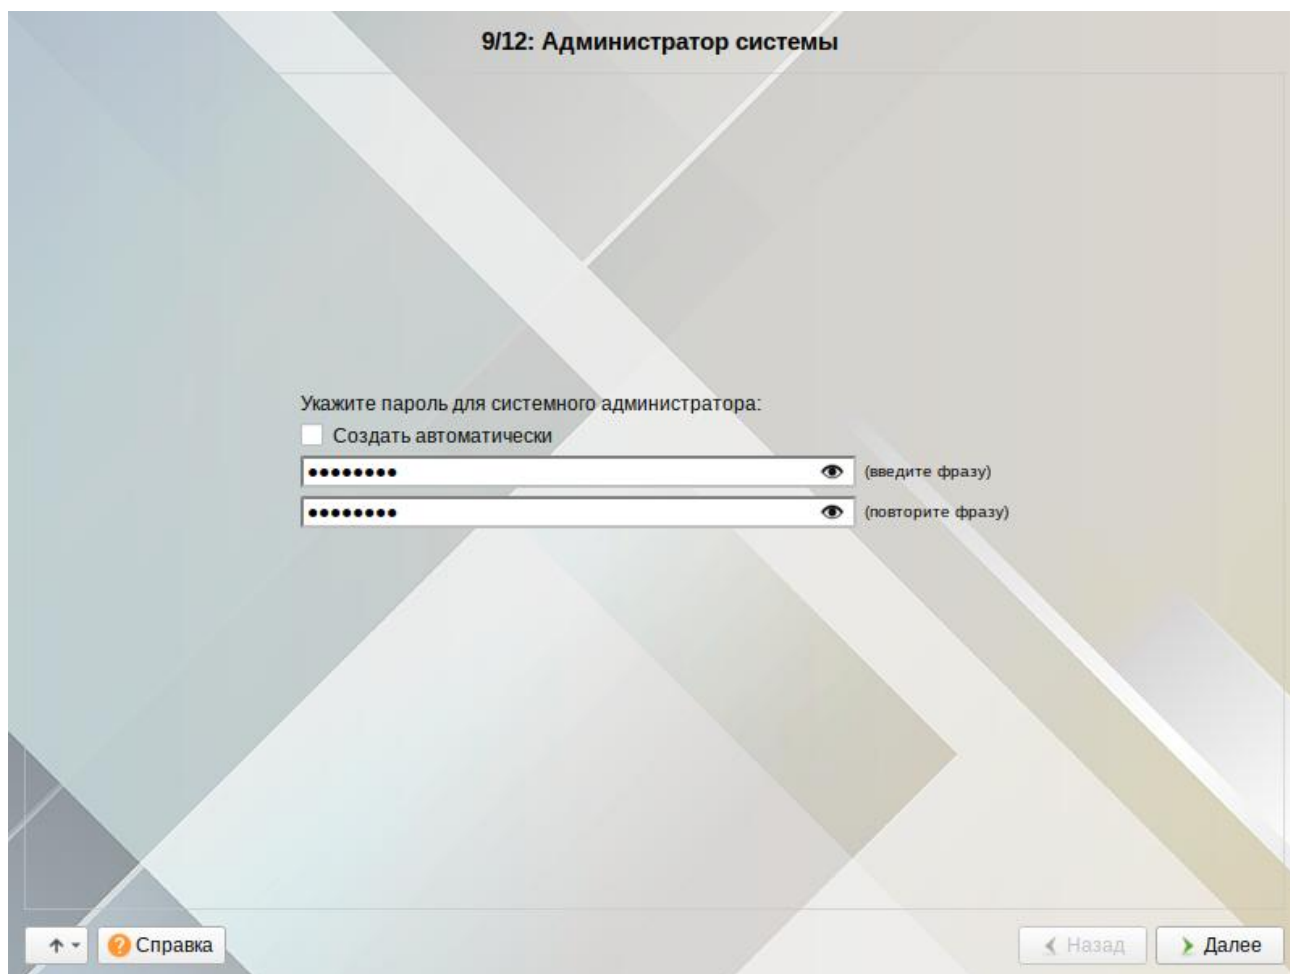 9/12: Администратор системы
Укажите пароль для системного администратора:
Создать автоматически
•••••••• (введите фразу)
•••••••• (повторите фразу)
Справка Назад Далее